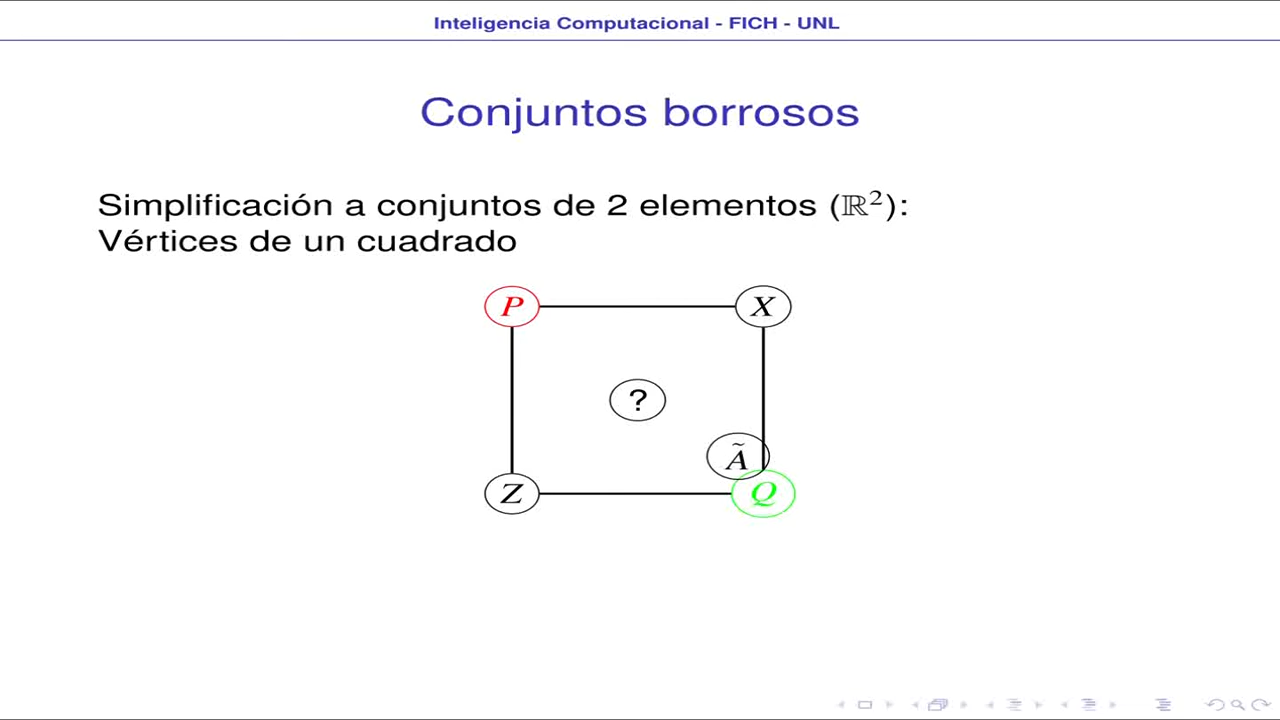 Inteligencia Computacional - FICH - UNL
Conjuntos borrosos
Simplificación a conjuntos de 2 elementos (ℝ²):
Vértices de un cuadrado
P
X
?
Ã
Z
Q